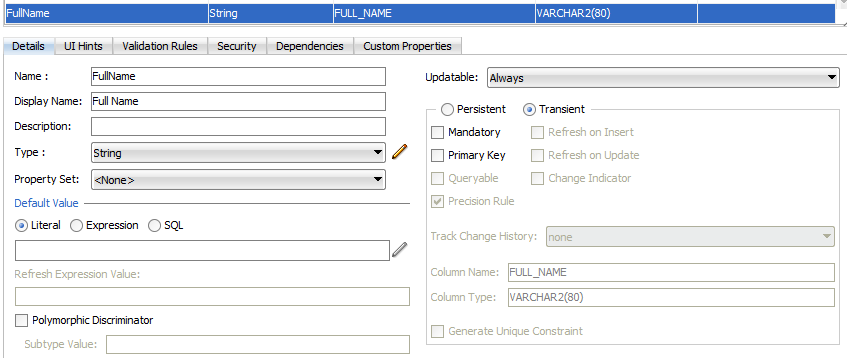 FullName String FULL_NAME VARCHAR2(80)
Details UI Hints Validation Rules Security Dependencies Custom Properties
Name : FullName
Updatable: Always
Display Name: Full Name
Persistent Transient
Description:
Mandatory Refresh on Insert
Type : String
Primary Key Refresh on Update
Property Set: <None>
Queryable Change Indicator
Default Value
Precision Rule
Literal Expression SQL
Track Change History: none
Refresh Expression Value:
Column Name: FULL_NAME
Column Type: VARCHAR2(80)
Polymorphic Discriminator
Generate Unique Constraint
Subtype Value: